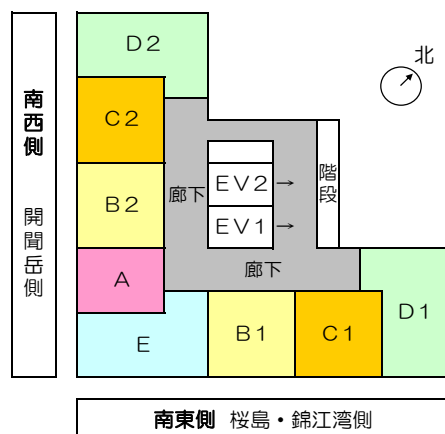 D2
北
C2
南西側 開聞岳側
階段
EV2→
廊下
B2
EV1→
廊下
A
D1
E
B1
C1
南東側 桜島・錦江湾側